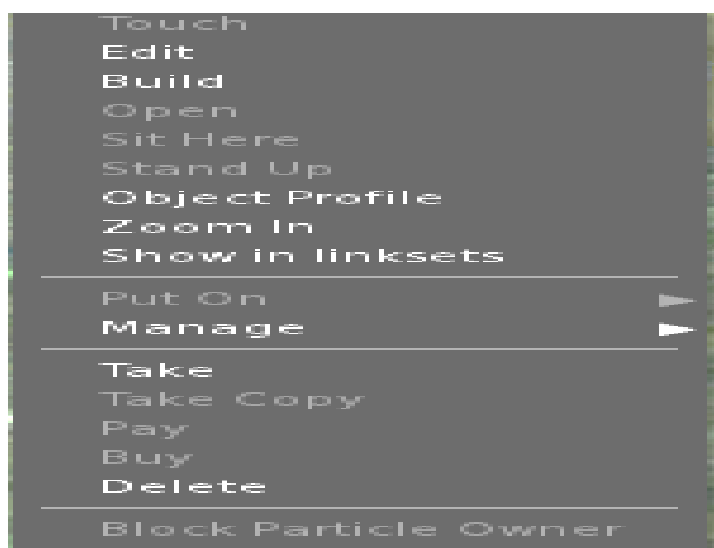 Touch
Edit
Build
Open
Sit Here
Stand Up
Object Profile
Zoom In
Show in linksets
Put On
Manage
Take
Take Copy
Pay
Buy
Delete
Block Particle Owner